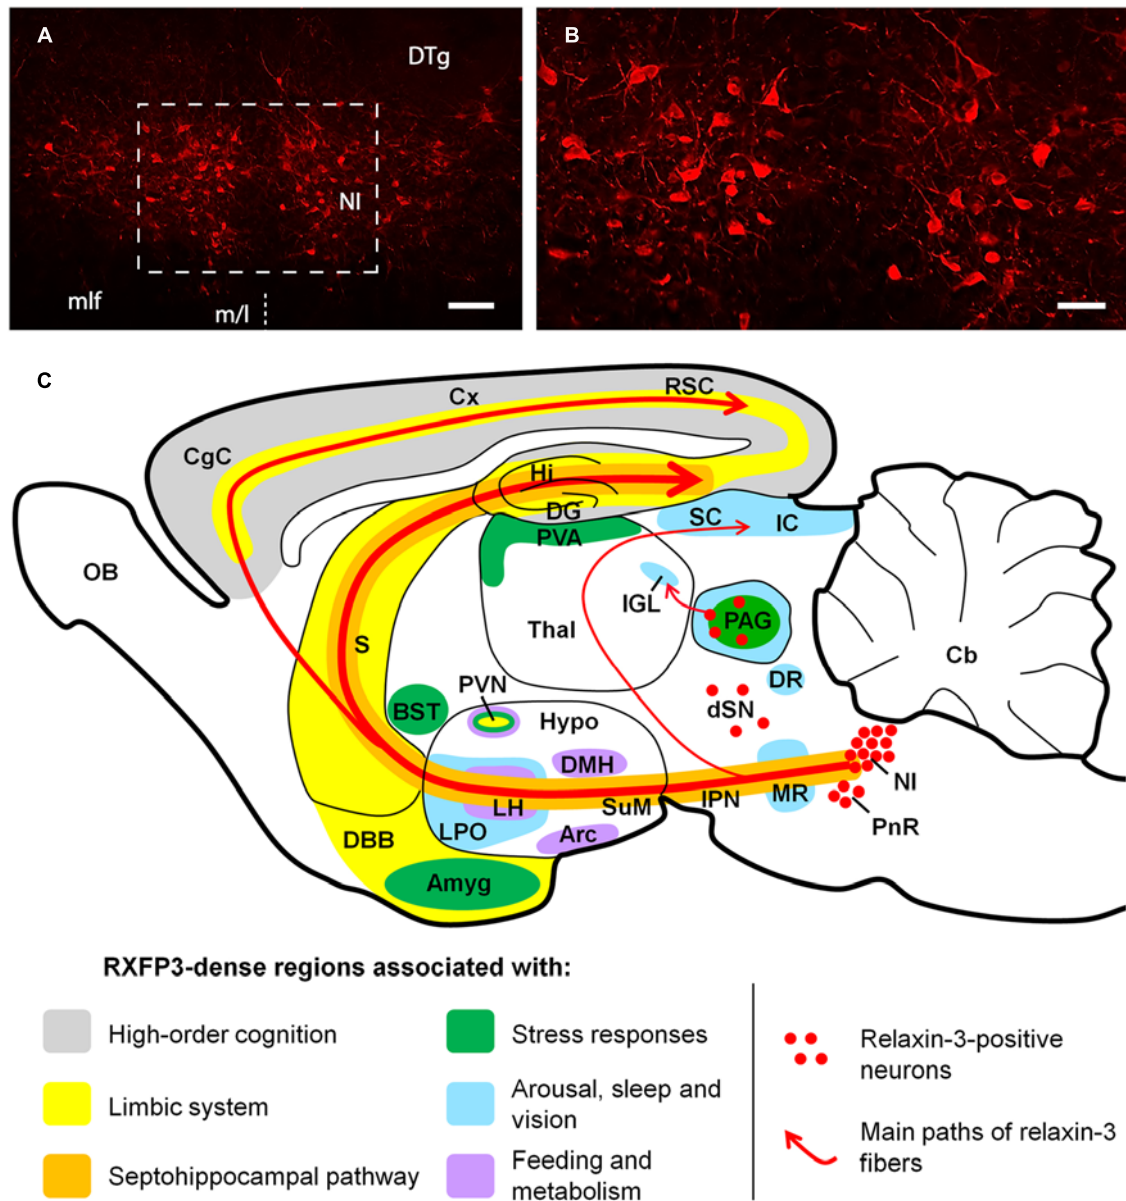 A
DTg
NI
mlf
m/l
B
C
Cx
RSC
CgC
Hi
DG
SC
IC
PVA
OB
IGL
Thal
PAG
Cb
S
DR
PVN
BST
dSN
Hypo
DMH
NI
LH
SuM
IPN
MR
PnR
LPO
Arc
DBB
Amyg
RXFP3-dense regions associated with:
High-order cognition
Limbic system
Septohippocampal pathway
Stress responses
Arousal, sleep and
vision
Feeding and
metabolism
Relaxin-3-positive
neurons
Main paths of relaxin-3
fibers